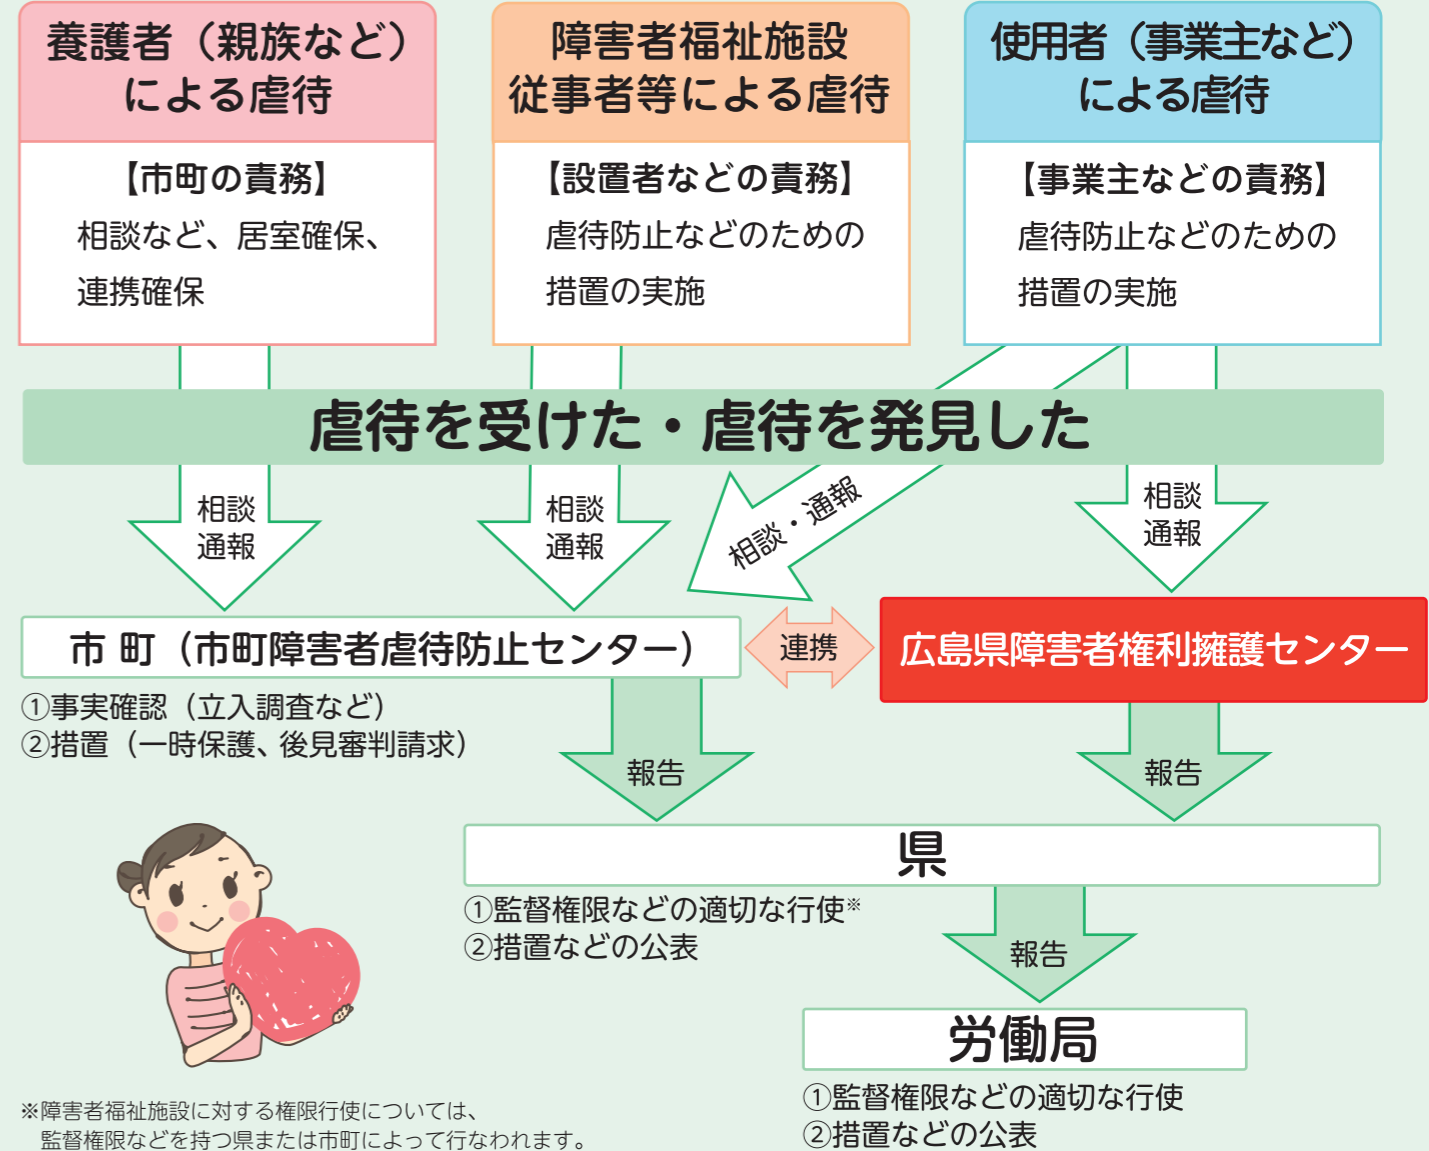 養護者（親族など）
による虐待
【市町の責務】
相談など、居室確保、
連携確保
障害者福祉施設
従事者等による虐待
【設置者などの責務】
虐待防止などのための
措置の実施
使用者（事業主など）
による虐待
【事業主などの責務】
虐待防止などのための
措置の実施
虐待を受けた・虐待を発見した
相談
通報
相談
通報
相談・通報
相談
通報
市 町（市町障害者虐待防止センター）
連携
広島県障害者権利擁護センター
①事実確認（立入調査など）
②措置（一時保護、後見審判請求）
報告
報告
県
①監督権限などの適切な行使※
②措置などの公表
報告
労働局
①監督権限などの適切な行使
②措置などの公表
※障害者福祉施設に対する権限行使については、
監督権限などを持つ県または市町によって行なわれます。